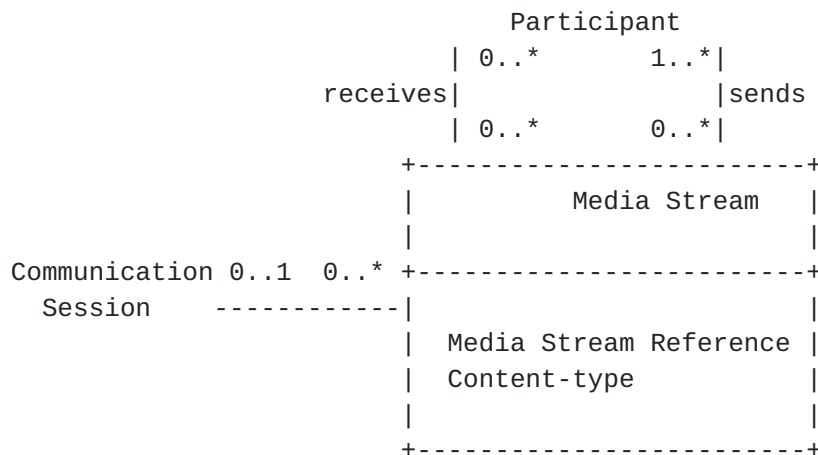 Participant
| 0..* 1..*|
receives| |sends
| 0..* 0..*|
+-------------------------+
| Media Stream |
| |
Communication 0..1 0..* +-------------------------+
Session ------------| |
| Media Stream Reference |
| Content-type |
| |
+-------------------------+